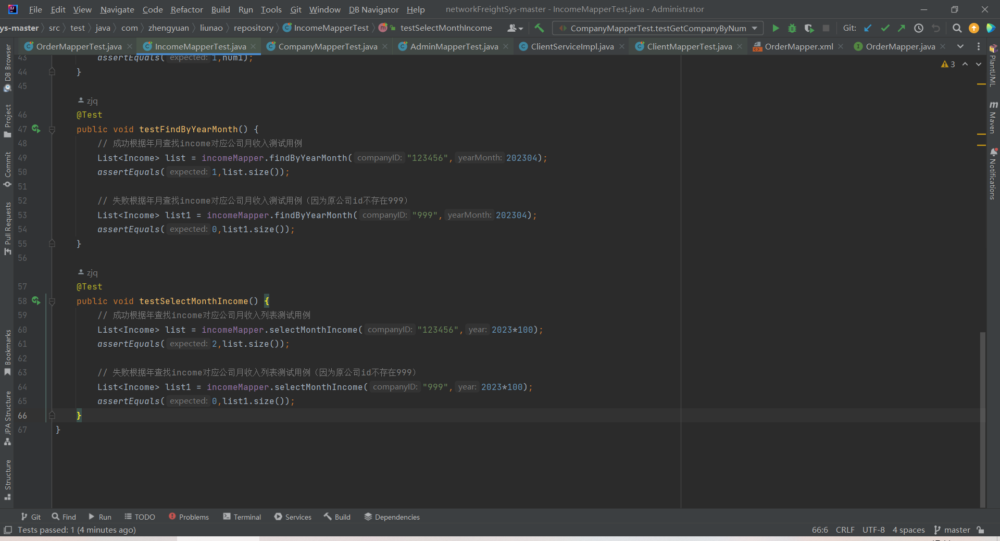 File Edit View Navigate Code Refactor Build Run Tools Git Window DB Navigator Help networkFreightSys-master - IncomeMapperTest.java - Administrator
ys-master src test java com zhengyuan liunao repository IncomeMapperTest testSelectMonthIncome CompanyMapperTest.testGetCompanyByNum Git:
OrderMapperTest.java IncomeMapperTest.java CompanyMapperTest.java AdminMapperTest.java ClientServiceImpl.java ClientMapperTest.java OrderMapper.xml OrderMapper.java
43 assertEquals( expected: 1,num1);
44 }
45
zjq
46 @Test
47 public void testFindByYearMonth() {
48 // 成功根据年月查找income对应公司月收入测试用例
49 List<Income> list = incomeMapper.findByYearMonth( companyID: "123456", yearMonth: 202304);
50 assertEquals( expected: 1,list.size());
51
52 // 失败根据年月查找income对应公司月收入测试用例（因为原公司id不存在999）
53 List<Income> list1 = incomeMapper.findByYearMonth( companyID: "999", yearMonth: 202304);
54 assertEquals( expected: 0,list1.size());
55 }
56
zjq
57 @Test
58 public void testSelectMonthIncome() {
59 // 成功根据年查找income对应公司月收入列表测试用例
60 List<Income> list = incomeMapper.selectMonthIncome( companyID: "123456", year: 2023*100);
61 assertEquals( expected: 2,list.size());
62
63 // 失败根据年查找income对应公司月收入列表测试用例（因为原公司id不存在999）
64 List<Income> list1 = incomeMapper.selectMonthIncome( companyID: "999", year: 2023*100);
65 assertEquals( expected: 0,list1.size());
66 }
67 }
3
DB Browser
Project
Commit
Pull Requests
Bookmarks
JPA Structure
Structure
PlantUML
Maven
Notifications
Git Find Run TODO Problems Terminal Services Build Dependencies
Tests passed: 1 (4 minutes ago) 66:6 CRLF UTF-8 4 spaces master